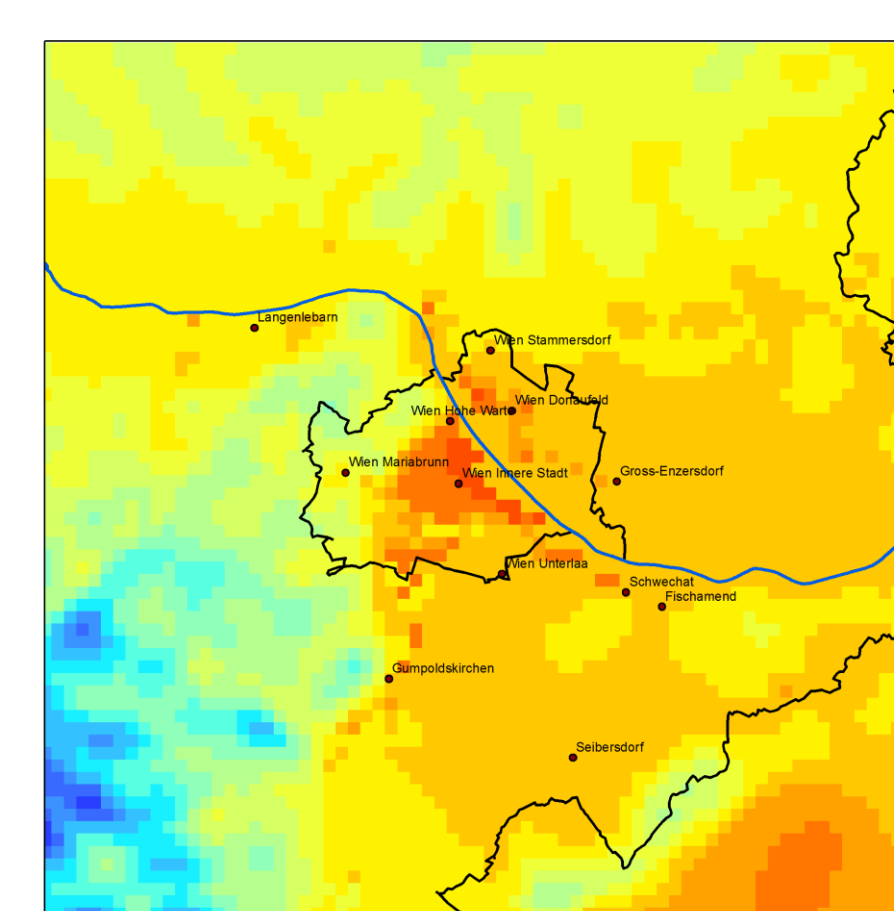 Langenlebarn
Wien Stammersdorf
Wien Donaufeld
Wien Hohe Warte
Wien Mariabrunn
Wien Innere Stadt
Gross-Enzersdorf
Wien Unterlaa
Schwechat
Fischamend
Gumpoldskirchen
Seibersdorf